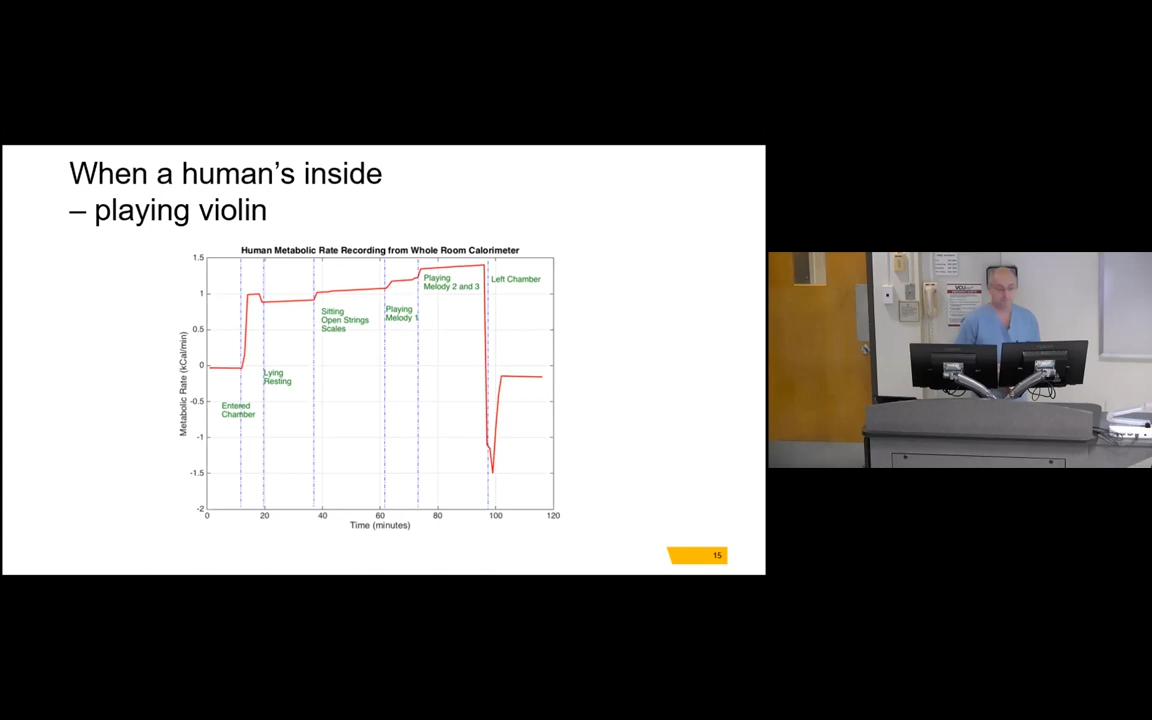 When a human's inside
– playing violin
Human Metabolic Rate Recording from Whole Room Calorimeter
Metabolic Rate (kCal/min)
1.5
1
0.5
0
-0.5
-1
-1.5
-2
Entered
Chamber
Lying
Resting
Sitting
Open Strings
Scales
Playing
Melody 1
Playing
Melody 2 and 3
Left Chamber
0 20 40 60 80 100 120
Time (minutes)
15
VCU